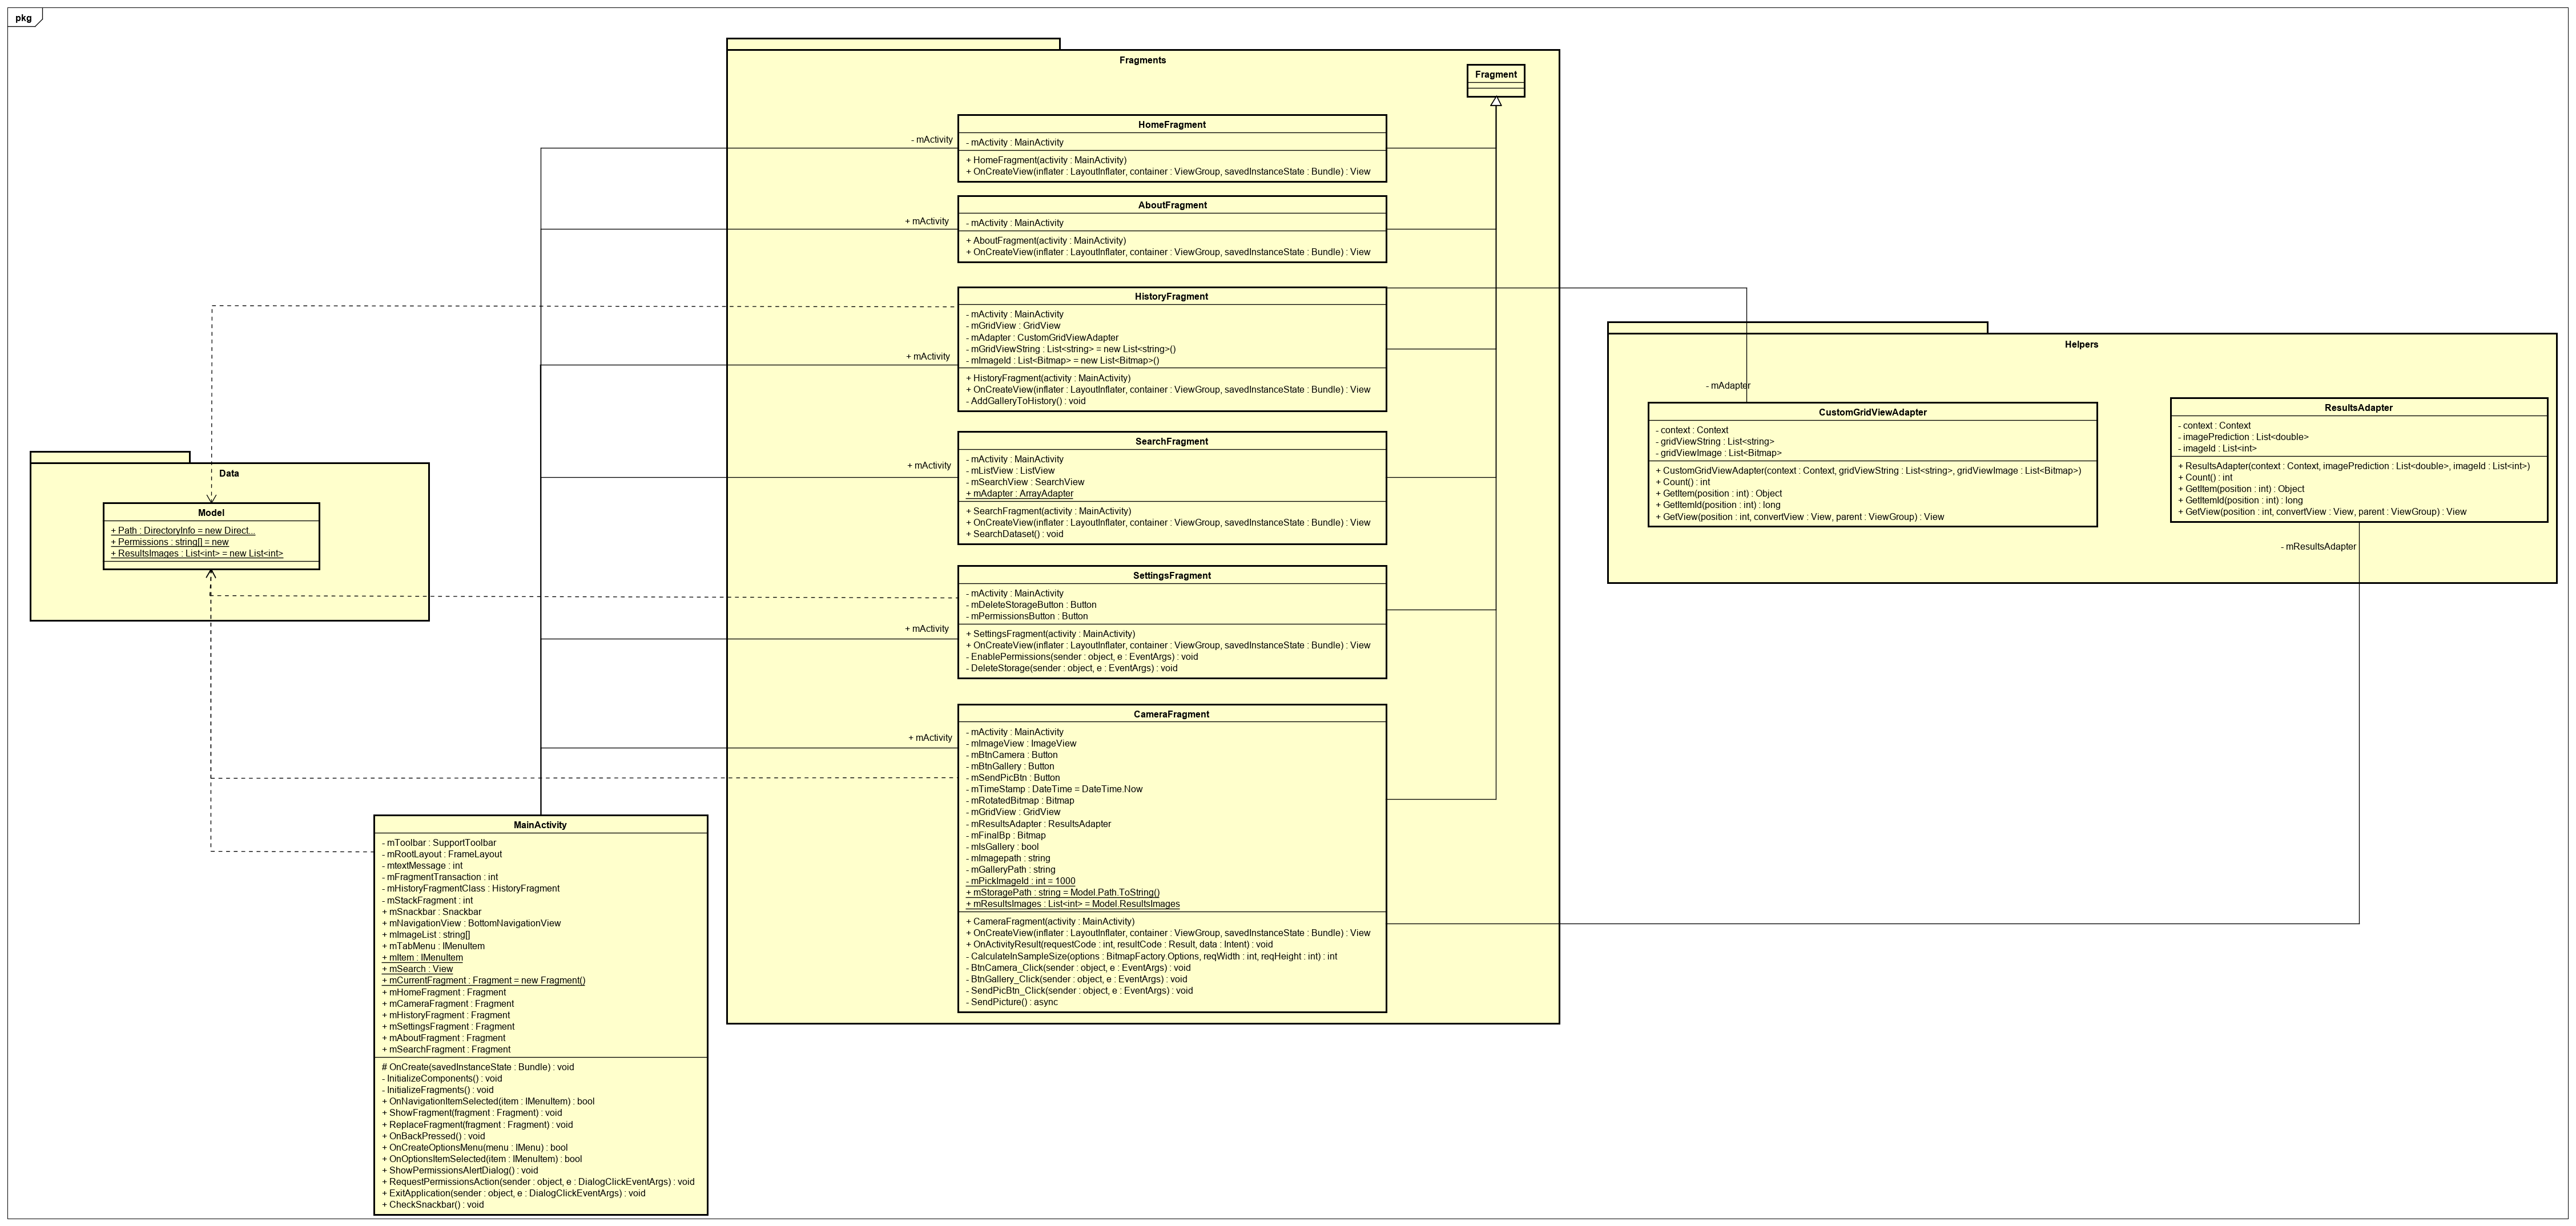 pkg
Fragments
Fragment
HomeFragment
- mActivity : MainActivity
+ HomeFragment(activity : MainActivity)
+ OnCreateView(inflater : LayoutInflater, container : ViewGroup, savedInstanceState : Bundle) : View
- mActivity
AboutFragment
- mActivity : MainActivity
+ AboutFragment(activity : MainActivity)
+ OnCreateView(inflater : LayoutInflater, container : ViewGroup, savedInstanceState : Bundle) : View
+ mActivity
HistoryFragment
- mActivity : MainActivity
- mGridView : GridView
- mAdapter : CustomGridViewAdapter
- mGridViewString : List<string> = new List<string>()
- mImageId : List<Bitmap> = new List<Bitmap>()
+ HistoryFragment(activity : MainActivity)
+ OnCreateView(inflater : LayoutInflater, container : ViewGroup, savedInstanceState : Bundle) : View
- AddGalleryToHistory() : void
+ mActivity
SearchFragment
- mActivity : MainActivity
- mListView : ListView
- mSearchView : SearchView
+ mAdapter : ArrayAdapter
+ SearchFragment(activity : MainActivity)
+ OnCreateView(inflater : LayoutInflater, container : ViewGroup, savedInstanceState : Bundle) : View
+ SearchDataset() : void
+ mActivity
SettingsFragment
- mActivity : MainActivity
- mDeleteStorageButton : Button
- mPermissionsButton : Button
+ SettingsFragment(activity : MainActivity)
+ OnCreateView(inflater : LayoutInflater, container : ViewGroup, savedInstanceState : Bundle) : View
- EnablePermissions(sender : object, e : EventArgs) : void
- DeleteStorage(sender : object, e : EventArgs) : void
+ mActivity
CameraFragment
- mActivity : MainActivity
- mImageView : ImageView
- mBtnCamera : Button
- mBtnGallery : Button
- mSendPicBtn : Button
- mTimeStamp : DateTime = DateTime.Now
- mRotatedBitmap : Bitmap
- mGridView : GridView
- mResultsAdapter : ResultsAdapter
- mFinalBp : Bitmap
- mIsGallery : bool
- mImagepath : string
- mGalleryPath : string
- mPickImageId : int = 1000
+ mStoragePath : string = Model.Path.ToString()
+ mResultsImages : List<int> = Model.ResultsImages
+ CameraFragment(activity : MainActivity)
+ OnCreateView(inflater : LayoutInflater, container : ViewGroup, savedInstanceState : Bundle) : View
+ OnActivityResult(requestCode : int, resultCode : Result, data : Intent) : void
- CalculateInSampleSize(options : BitmapFactory.Options, reqWidth : int, reqHeight : int) : int
- BtnCamera_Click(sender : object, e : EventArgs) : void
- BtnGallery_Click(sender : object, e : EventArgs) : void
- SendPicBtn_Click(sender : object, e : EventArgs) : void
- SendPicture() : async
+ mActivity
Data
Model
+ Path : DirectoryInfo = new Direct...
+ Permissions : string[] = new
+ ResultsImages : List<int> = new List<int>
MainActivity
- mToolbar : SupportToolbar
- mRootLayout : FrameLayout
- mtextMessage : int
- mFragmentTransaction : int
- mHistoryFragmentClass : HistoryFragment
- mStackFragment : int
+ mSnackbar : Snackbar
+ mNavigationView : BottomNavigationView
+ mImageList : string[]
+ mTabMenu : IMenuItem
+ mItem : IMenuItem
+ mSearch : View
+ mCurrentFragment : Fragment = new Fragment()
+ mHomeFragment : Fragment
+ mCameraFragment : Fragment
+ mHistoryFragment : Fragment
+ mSettingsFragment : Fragment
+ mAboutFragment : Fragment
+ mSearchFragment : Fragment
# OnCreate(savedInstanceState : Bundle) : void
- InitializeComponents() : void
- InitializeFragments() : void
+ OnNavigationItemSelected(item : IMenuItem) : bool
+ ShowFragment(fragment : Fragment) : void
+ ReplaceFragment(fragment : Fragment) : void
+ OnBackPressed() : void
+ OnCreateOptionsMenu(menu : IMenu) : bool
+ OnOptionsItemSelected(item : IMenuItem) : bool
+ ShowPermissionsAlertDialog() : void
+ RequestPermissionsAction(sender : object, e : DialogClickEventArgs) : void
+ ExitApplication(sender : object, e : DialogClickEventArgs) : void
+ CheckSnackbar() : void
Helpers
- mAdapter
CustomGridViewAdapter
- context : Context
- gridViewString : List<string>
- gridViewImage : List<Bitmap>
+ CustomGridViewAdapter(context : Context, gridViewString : List<string>, gridViewImage : List<Bitmap>)
+ Count() : int
+ GetItem(position : int) : Object
+ GetItemId(position : int) : long
+ GetView(position : int, convertView : View, parent : ViewGroup) : View
ResultsAdapter
- context : Context
- imagePrediction : List<double>
- imageId : List<int>
+ ResultsAdapter(context : Context, imagePrediction : List<double>, imageId : List<int>)
+ Count() : int
+ GetItem(position : int) : Object
+ GetItemId(position : int) : long
+ GetView(position : int, convertView : View, parent : ViewGroup) : View
- mResultsAdapter